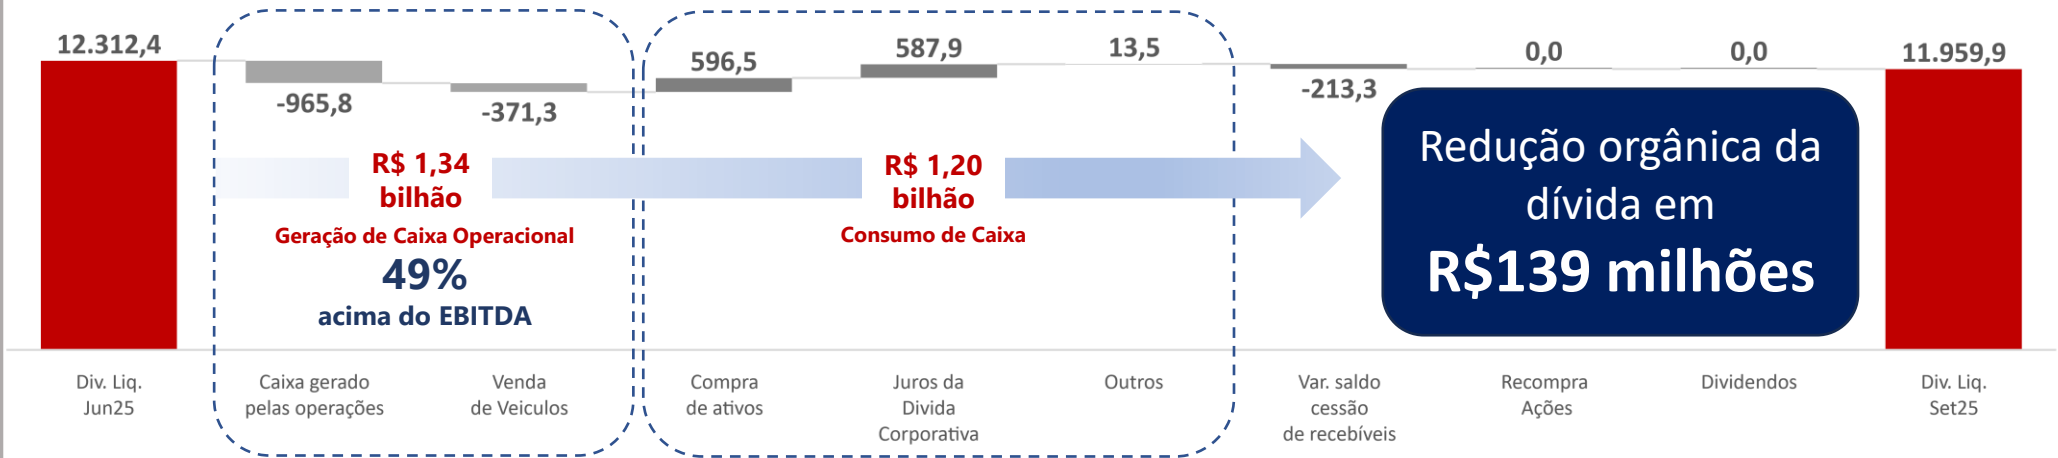 12.312,4
-965,8
-371,3
596,5
587,9
13,5
-213,3
0,0
0,0
11.959,9
R$ 1,34
bilhão
Geração de Caixa Operacional
49%
acima do EBITDA
R$ 1,20
bilhão
Consumo de Caixa
Redução orgânica da
dívida em
R$139 milhões
Div. Liq.
Jun25
Caixa gerado
pelas operações
Venda
de Veiculos
Compra
de ativos
Juros da
Divida
Corporativa
Outros
Var. saldo
cessão
de recebíveis
Recompra
Ações
Dividendos
Div. Liq.
Set25